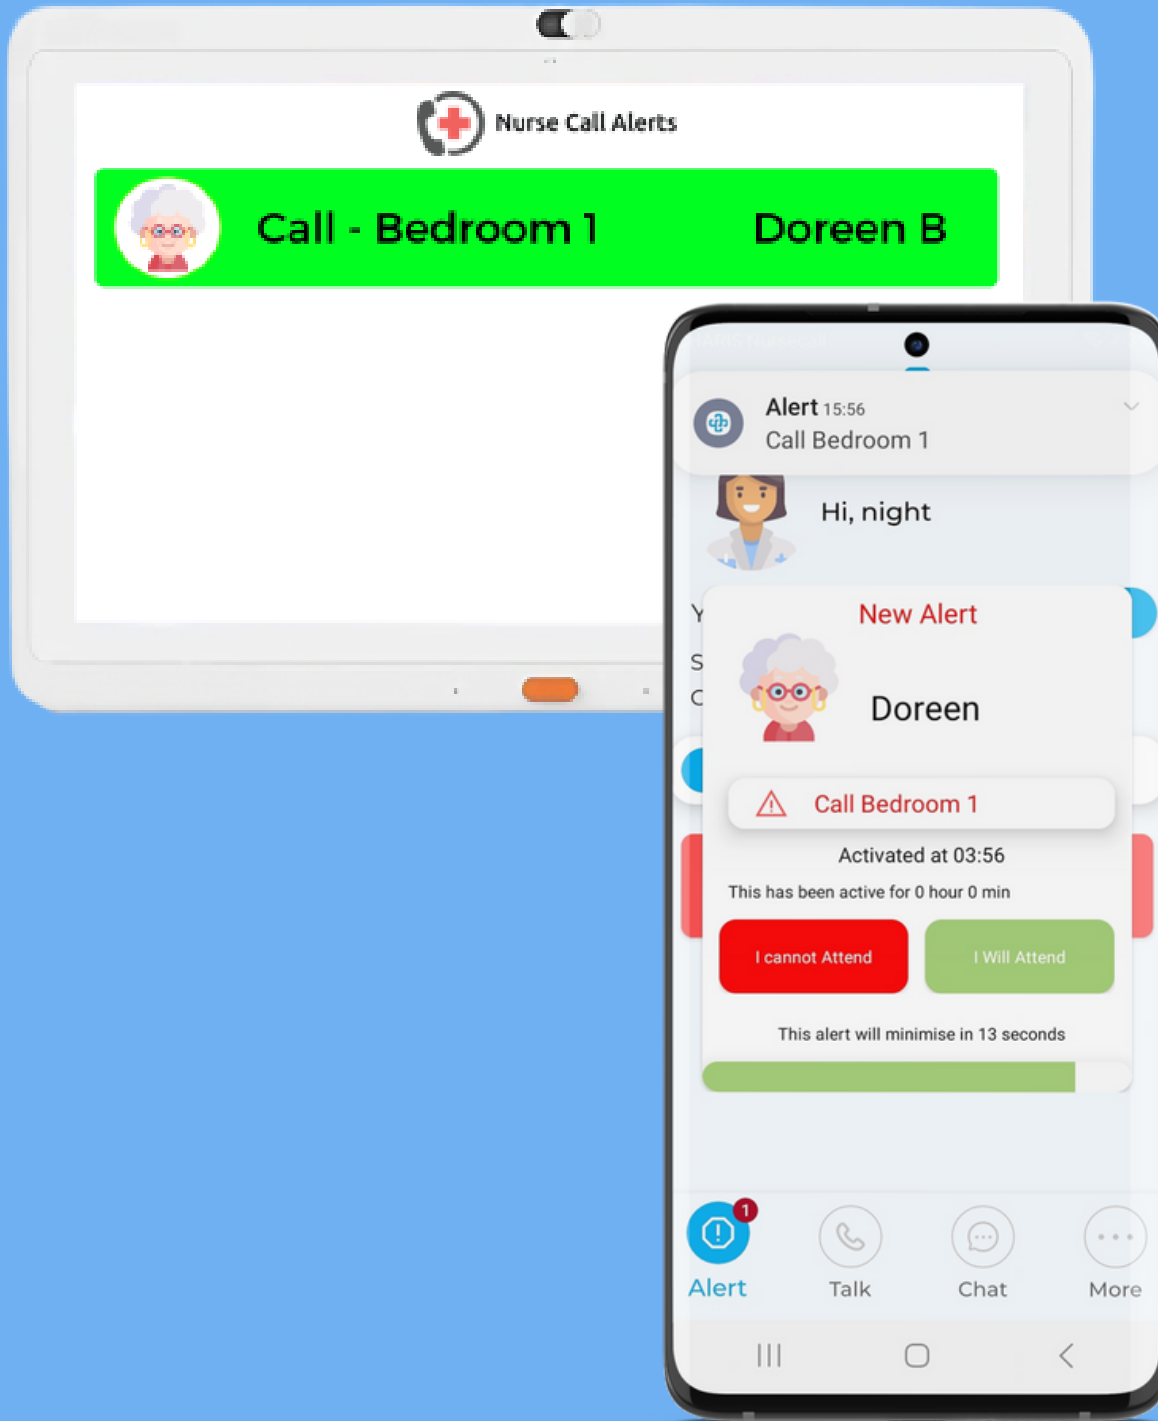 Nurse Call Alerts
Call - Bedroom 1 Doreen B
Alert 15:56
Call Bedroom 1
Hi, night
New Alert
Doreen
Call Bedroom 1
Activated at 03:56
This has been active for 0 hour 0 min
I cannot Attend I Will Attend
This alert will minimise in 13 seconds
1
Alert Talk Chat More